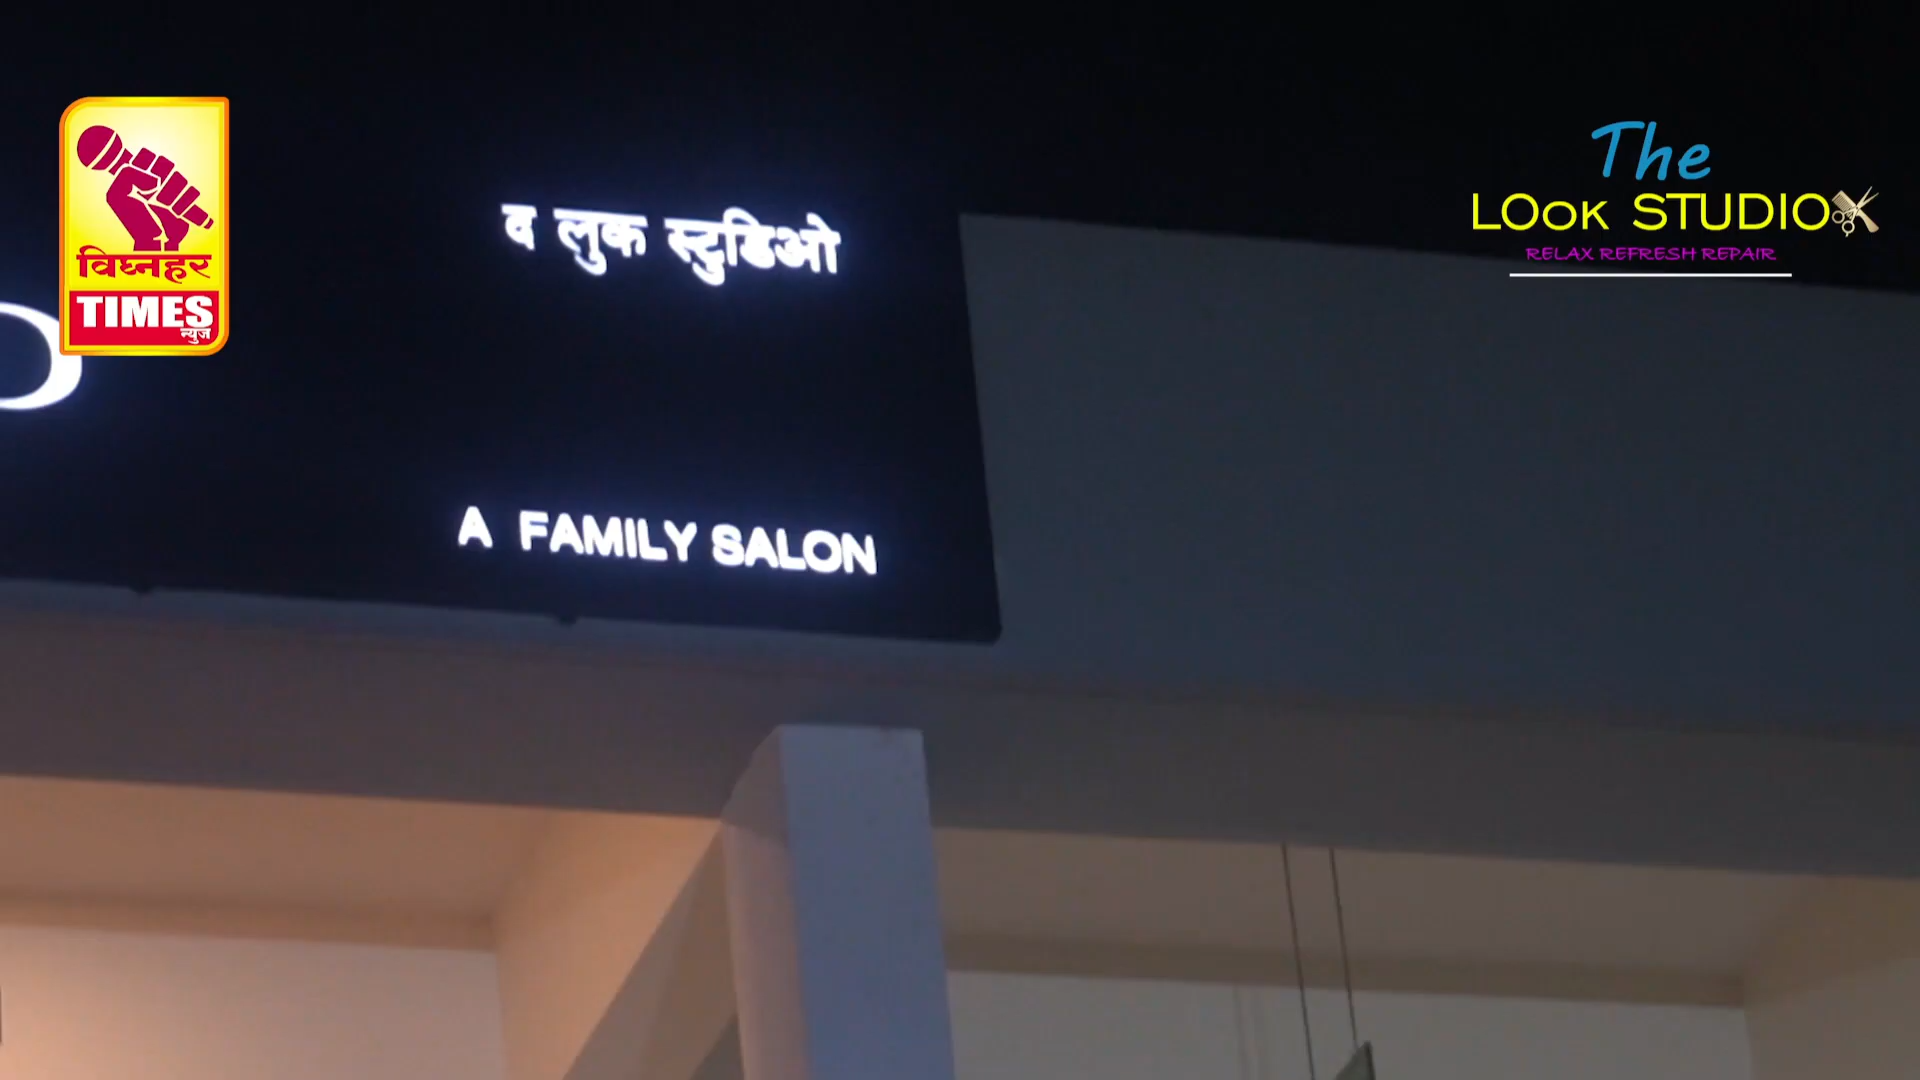 विघ्नहर
TIMES
न्युज
The
LOOK STUDIO
RELAX REFRESH REPAIR
द लुक स्टुडिओ
O
A FAMILY SALON